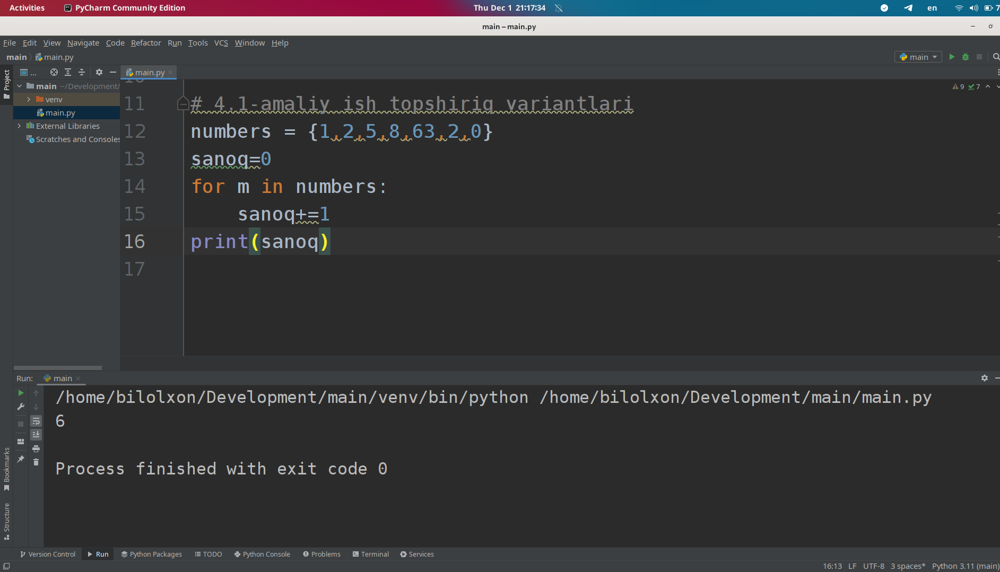 Activities PyCharm Community Edition Thu Dec 1 21:17:34 en 7
main – main.py
File Edit View Navigate Code Refactor Run Tools VCS Window Help
main main.py main
Project
... main.py
main ~/Development/
venv
main.py
External Libraries
Scratches and Consoles
9 7
11 # 4.1-amaliy ish topshiriq variantlari
12 numbers = {1,2,5,8,63,2,0}
13 sanoq=0
14 for m in numbers:
15 sanoq+=1
16 print(sanoq)
17
Run: main
/home/bilolxon/Development/main/venv/bin/python /home/bilolxon/Development/main/main.py
6
Process finished with exit code 0
Bookmarks
Structure
Version Control Run Python Packages TODO Python Console Problems Terminal Services
16:13 LF UTF-8 3 spaces* Python 3.11 (main)